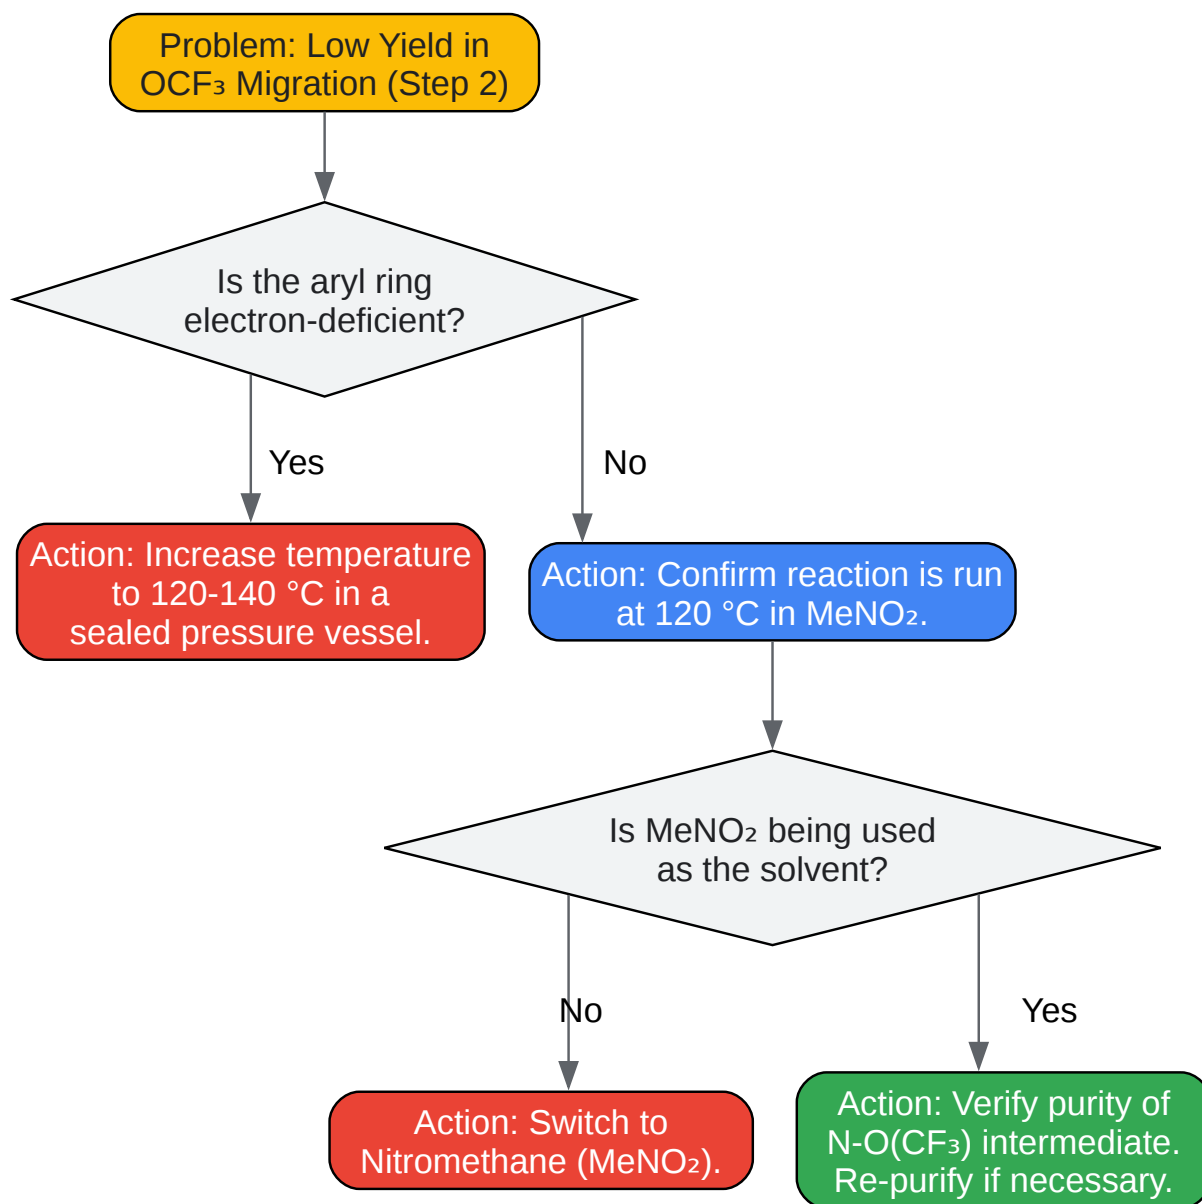 Problem: Low Yield in
OCF₃ Migration (Step 2)
Is the aryl ring
electron-deficient?
Yes
No
Action: Increase temperature
to 120-140 °C in a
sealed pressure vessel.
Action: Confirm reaction is run
at 120 °C in MeNO₂.
Is MeNO₂ being used
as the solvent?
No
Yes
Action: Switch to
Nitromethane (MeNO₂).
Action: Verify purity of
N-O(CF₃) intermediate.
Re-purify if necessary.